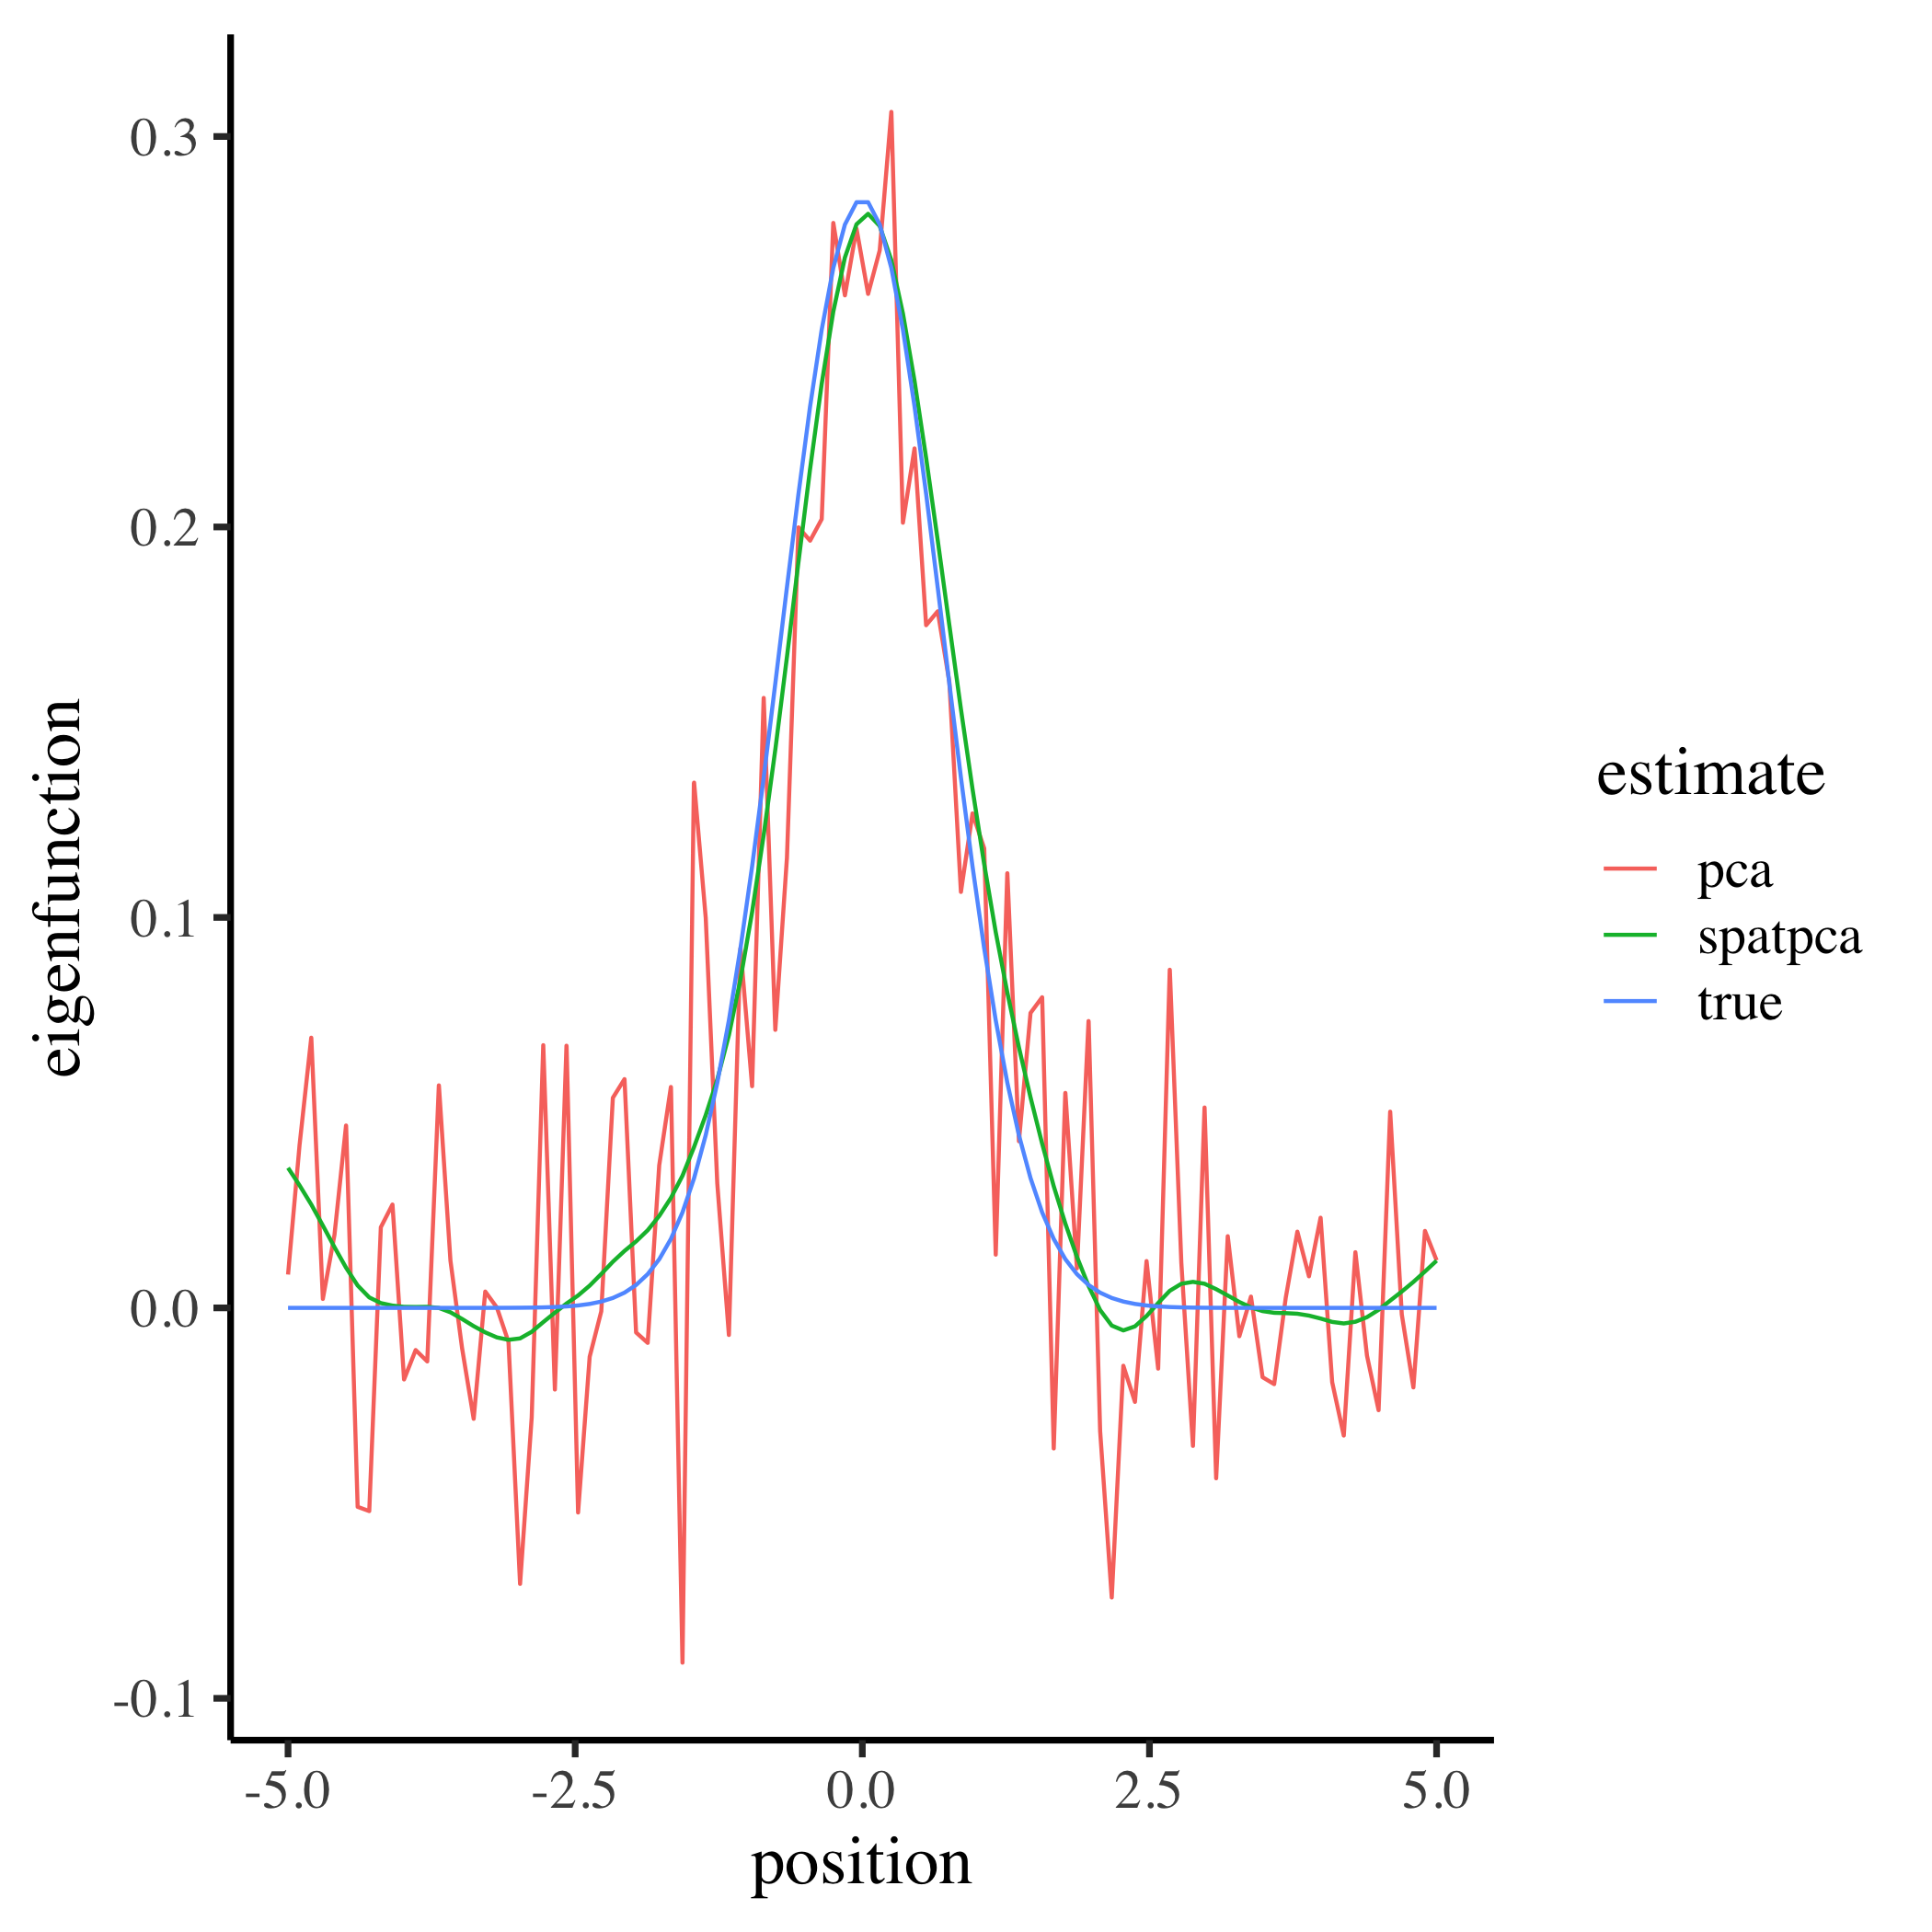 0.3
0.2
0.1
0.0
-0.1
eigenfunction
-5.0 -2.5 0.0 2.5 5.0
position
estimate
pca
spatpca
true